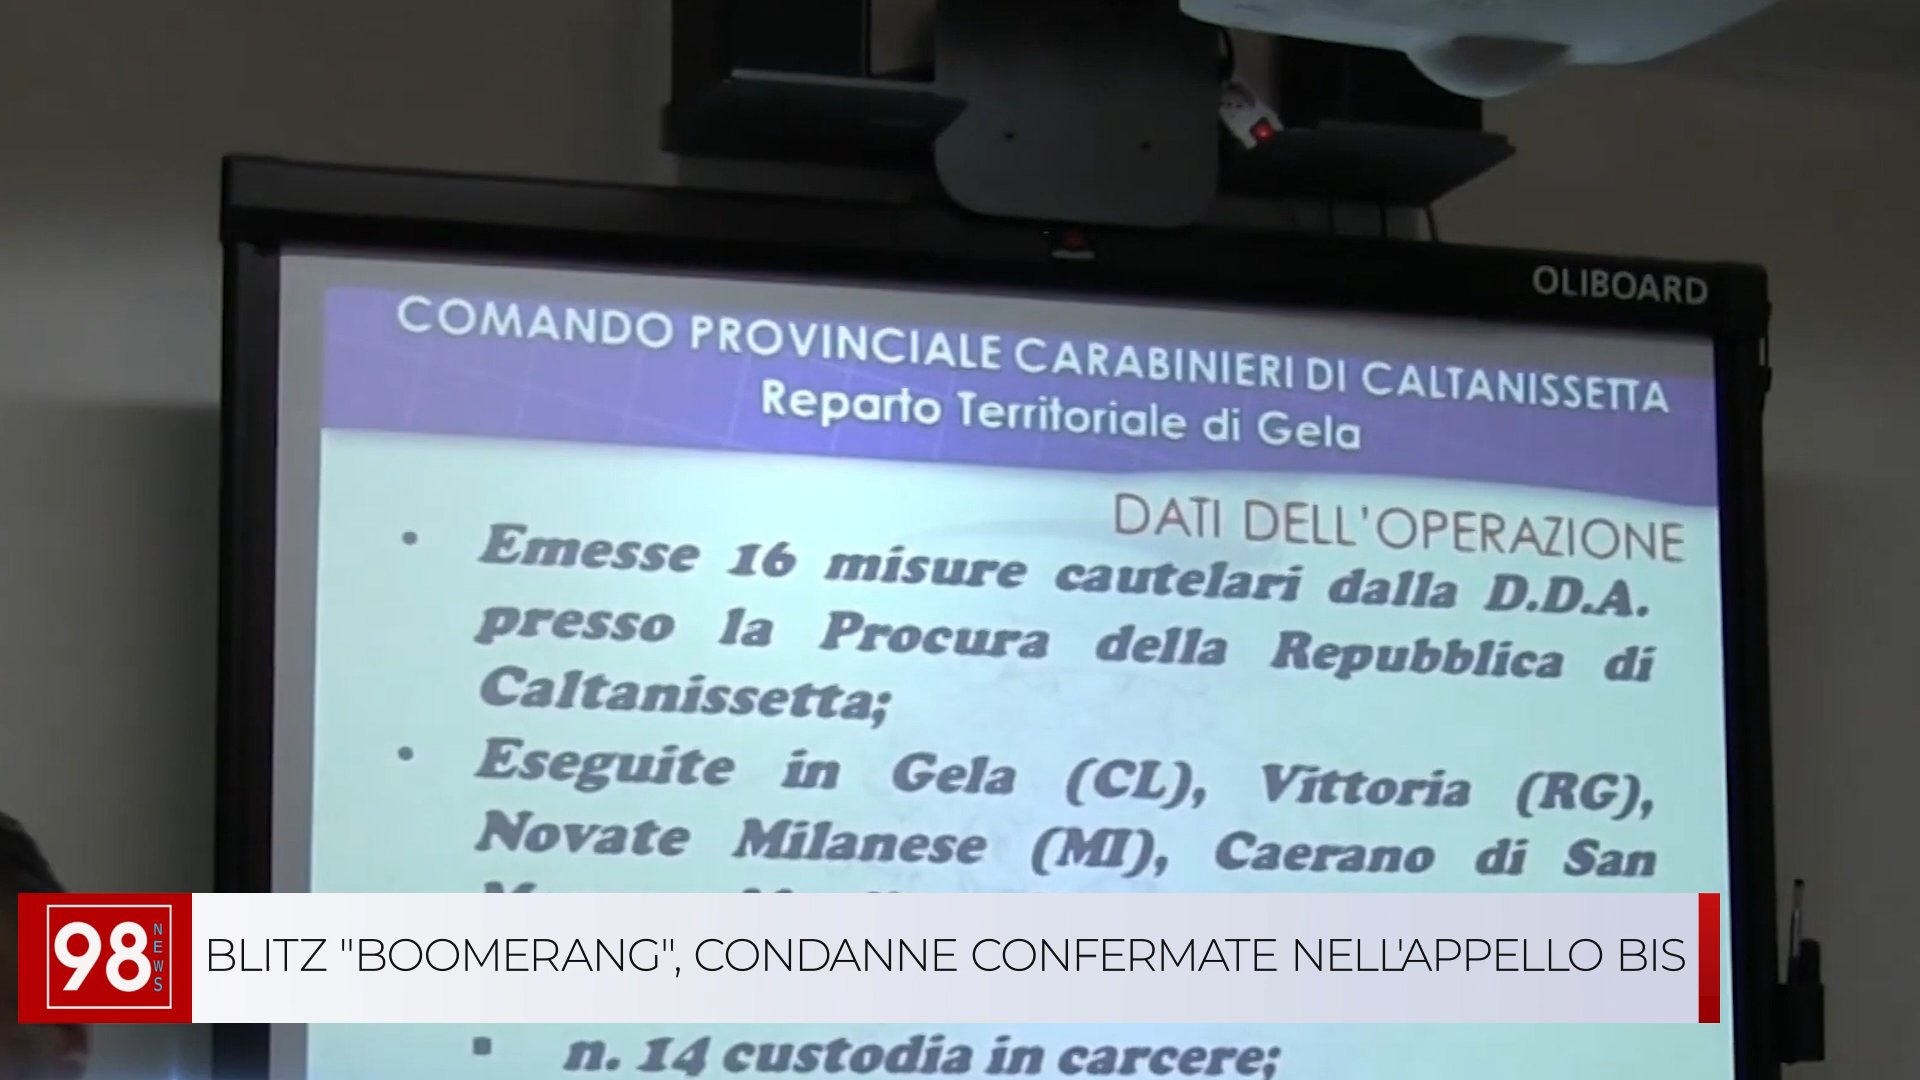 OLIBOARD
COMANDO PROVINCIALE CARABINIERI DI CALTANISSETTA
Reparto Territoriale di Gela
DATI DELL'OPERAZIONE
• Emesse 16 misure cautelari dalla D.D.A.
presso la Procura della Repubblica di
Caltanissetta;
• Eseguite in Gela (CL), Vittoria (RG),
Novate Milanese (MI), Caerano di San
98 NEWS
BLITZ "BOOMERANG", CONDANNE CONFERMATE NELL'APPELLO BIS
▪ n. 14 custodia in carcere;